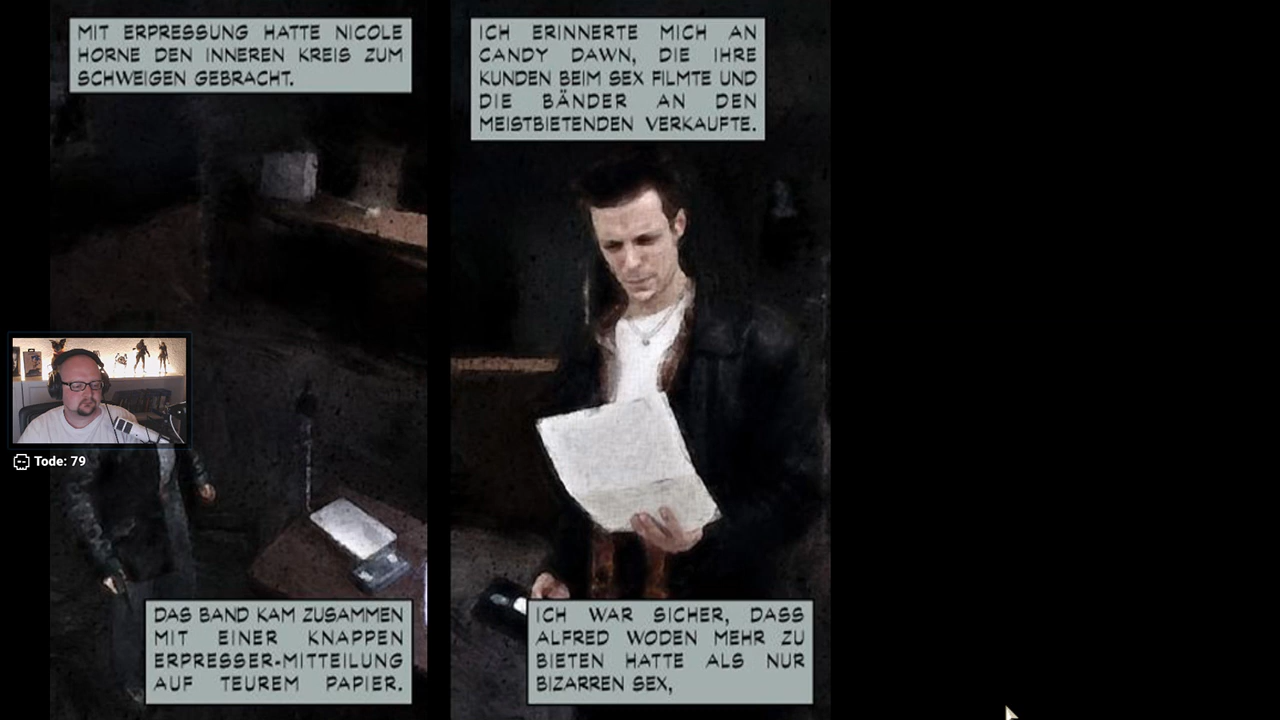 MIT ERPRESSUNG HATTE NICOLE
HORNE DEN INNEREN KREIS ZUM
SCHWEIGEN GEBRACHT.
DAS BAND KAM ZUSAMMEN
MIT EINER KNAPPEN
ERPRESSER-MITTEILUNG
AUF TEUREM PAPIER.
ICH ERINNERTE MICH AN
CANDY DAWN, DIE IHRE
KUNDEN BEIM SEX FILMTE UND
DIE BÄNDER AN DEN
MEISTBIETENDEN VERKAUFTE.
ICH WAR SICHER, DASS
ALFRED WODEN MEHR ZU
BIETEN HATTE ALS NUR
BIZARREN SEX,
Tode: 79